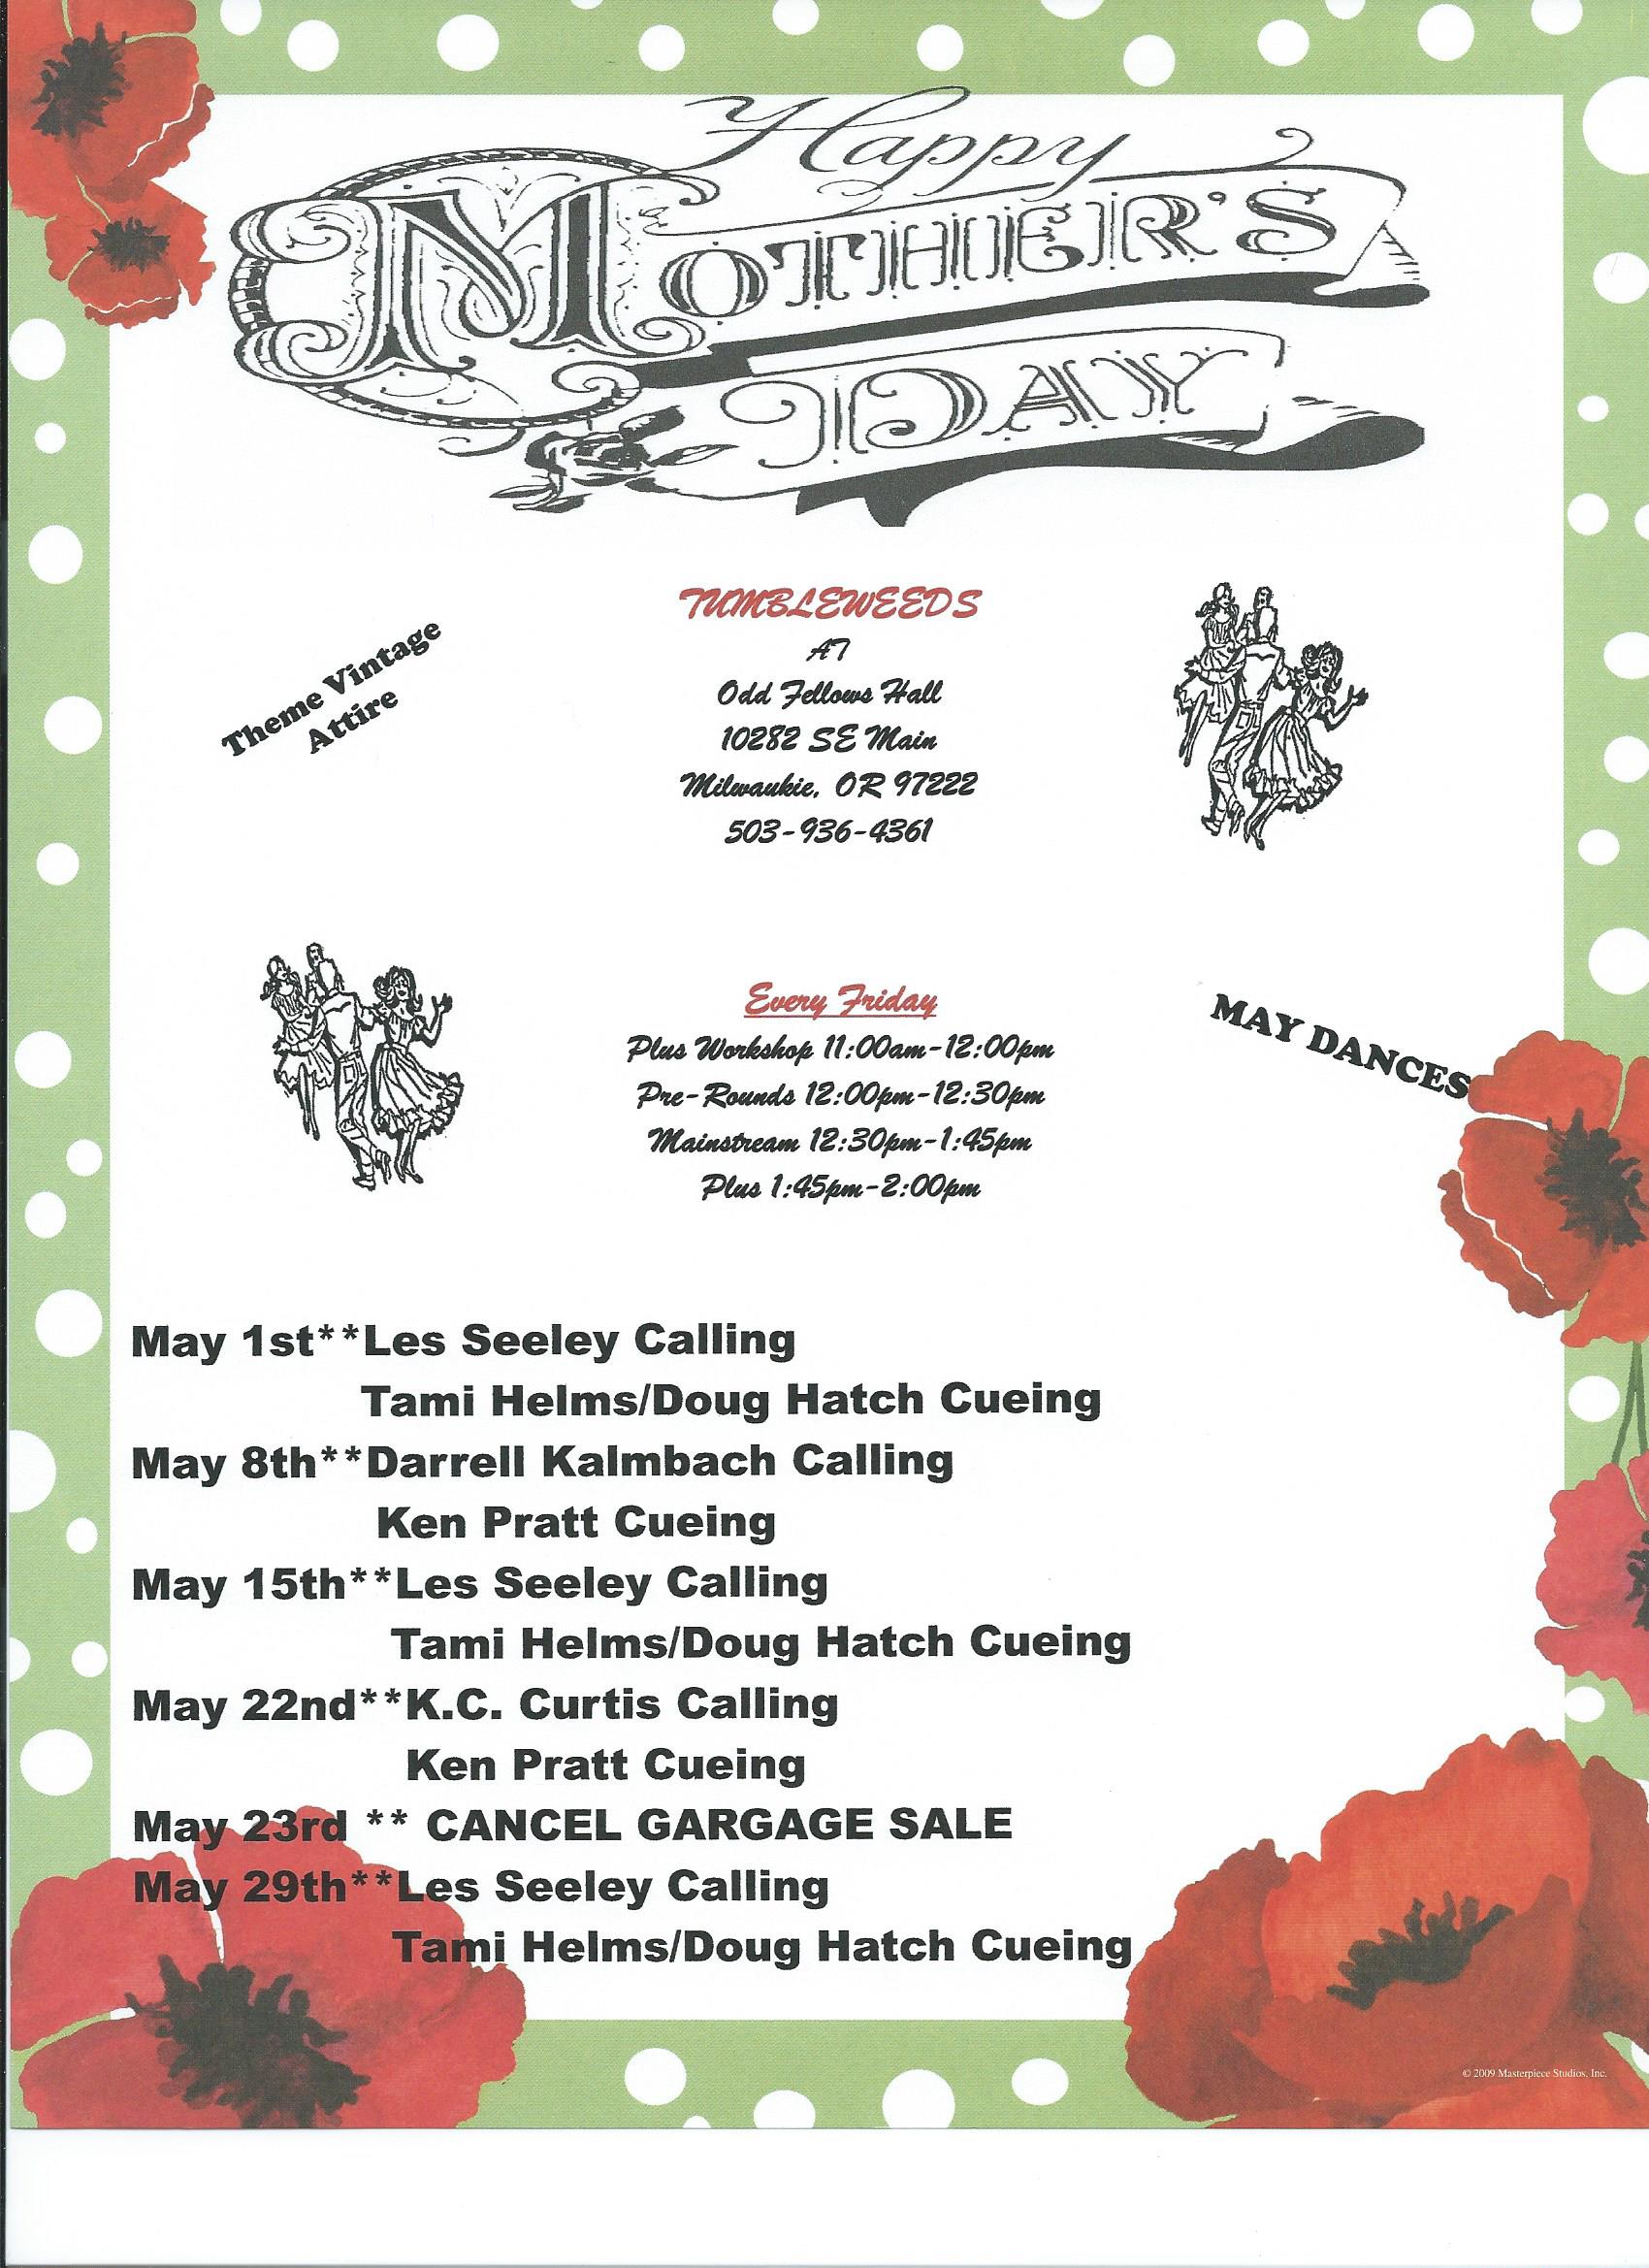 Happy
MOTHER'S
DAY
TUMBLEWEEDS
AT
Odd Fellows Hall
10282 SE Main
Milwaukie, OR 97222
503-936-4361
Theme Vintage
Attire
Every Friday
Plus Workshop 11:00am-12:00pm
Pre-Rounds 12:00pm-12:30pm
Mainstream 12:30pm-1:45pm
Plus 1:45pm-2:00pm
MAY DANCES
May 1st**Les Seeley Calling
Tami Helms/Doug Hatch Cueing
May 8th**Darrell Kalmbach Calling
Ken Pratt Cueing
May 15th**Les Seeley Calling
Tami Helms/Doug Hatch Cueing
May 22nd**K.C. Curtis Calling
Ken Pratt Cueing
May 23rd ** CANCEL GARGAGE SALE
May 29th**Les Seeley Calling
Tami Helms/Doug Hatch Cueing
© 2009 Masterpiece Studios, Inc.